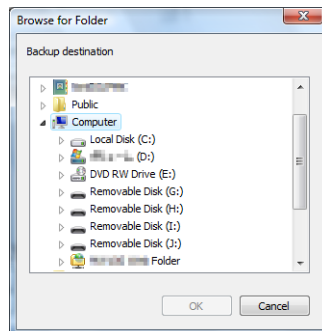 Browse for Folder
Backup destination
Public
Computer
Local Disk (C:)
(D:)
DVD RW Drive (E:)
Removable Disk (G:)
Removable Disk (H:)
Removable Disk (I:)
Removable Disk (J:)
Folder
OK
Cancel